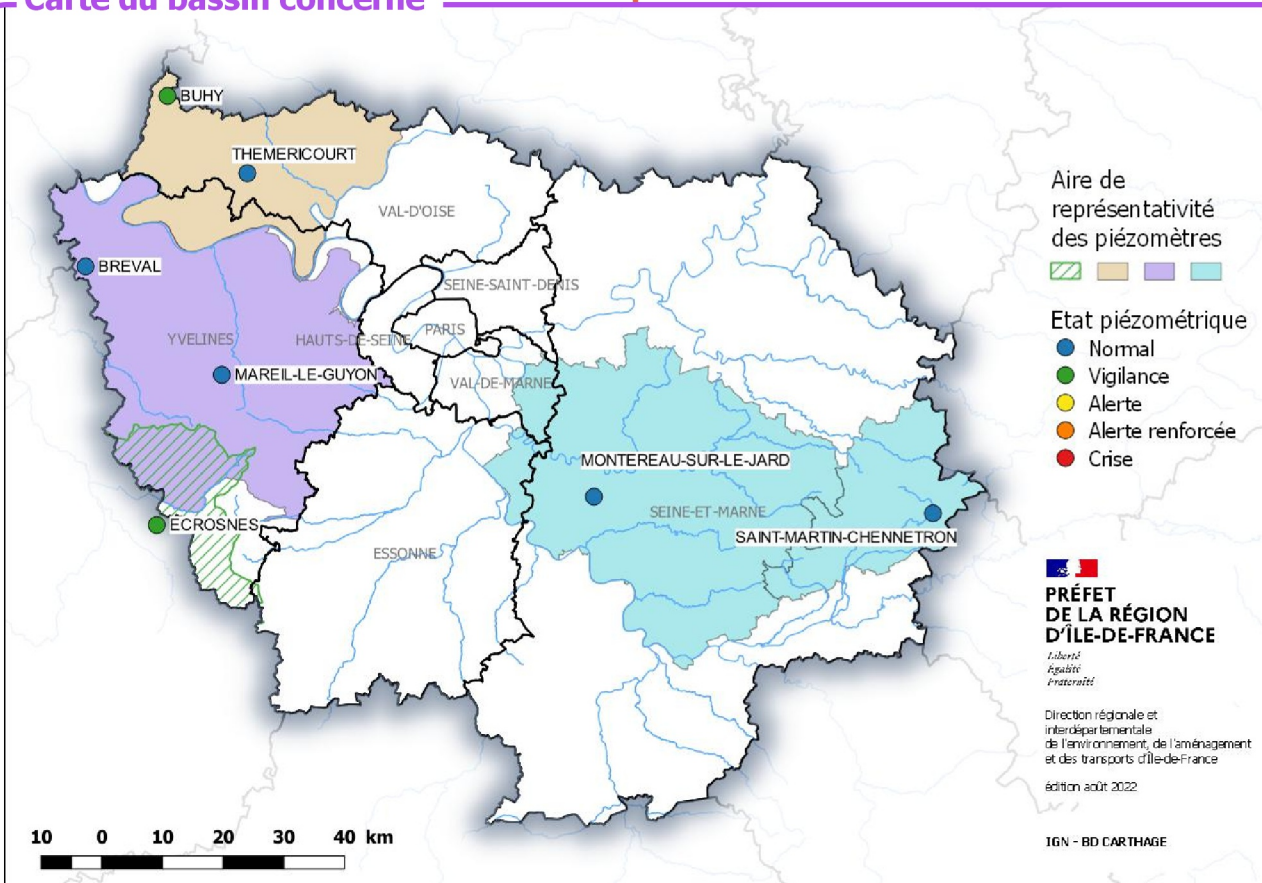 Carte du bassin concerné
BUHY
THEMERICOURT
VAL-D'OISE
BREVAL
SEINE-SAINT-DENIS
YVELINES
HAUTS-DE-SEINE
PARIS
MAREIL-LE-GUYON
VAL-DE-MARNE
MONTEREAU-SUR-LE-JARD
SEINE-ET-MARNE
ÉCROSNES
SAINT-MARTIN-CHENNETRON
ESSONNE
Aire de
représentativité
des piézomètres
Etat piézométrique
Normal
Vigilance
Alerte
Alerte renforcée
Crise
PRÉFET
DE LA RÉGION
D'ÎLE-DE-FRANCE
Liberté
Égalité
Fraternité
Direction régionale et
interdépartementale
de l'environnement, de l'aménagement
et des transports d'Île-de-France
édition août 2022
IGN - BD CARTHAGE
10 0 10 20 30 40 km